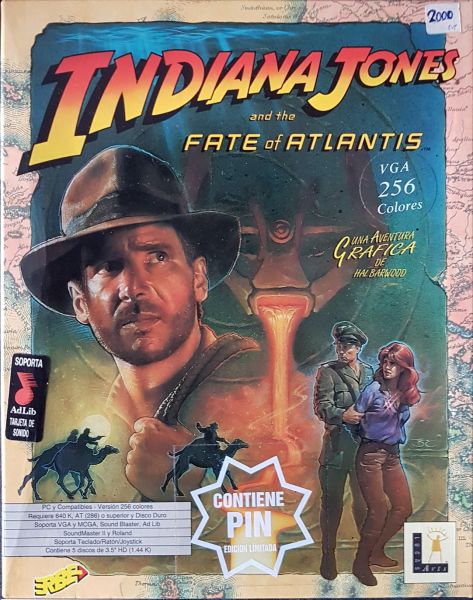 2000
INDIANA JONES
and the
FATE of ATLANTIS™
VGA
256
Colores
UNA AVENTURA
GRAFICA
DE
HAL BARWOOD
SOPORTA
AdLib
TARJETA DE
SONIDO
PC y Compatibles - Versión 256 colores
Requiere 640 K, AT (286) o superior y Disco Duro
Soporta VGA y MCGA, Sound Blaster, Ad Lib
SoundMaster II y Roland
Soporta Teclado/Ratón/Joystick
Contiene 5 discos de 3.5" HD (1.44 K)
CONTIENE
PIN
EDICION LIMITADA
ERBE
LUCAS
Arts